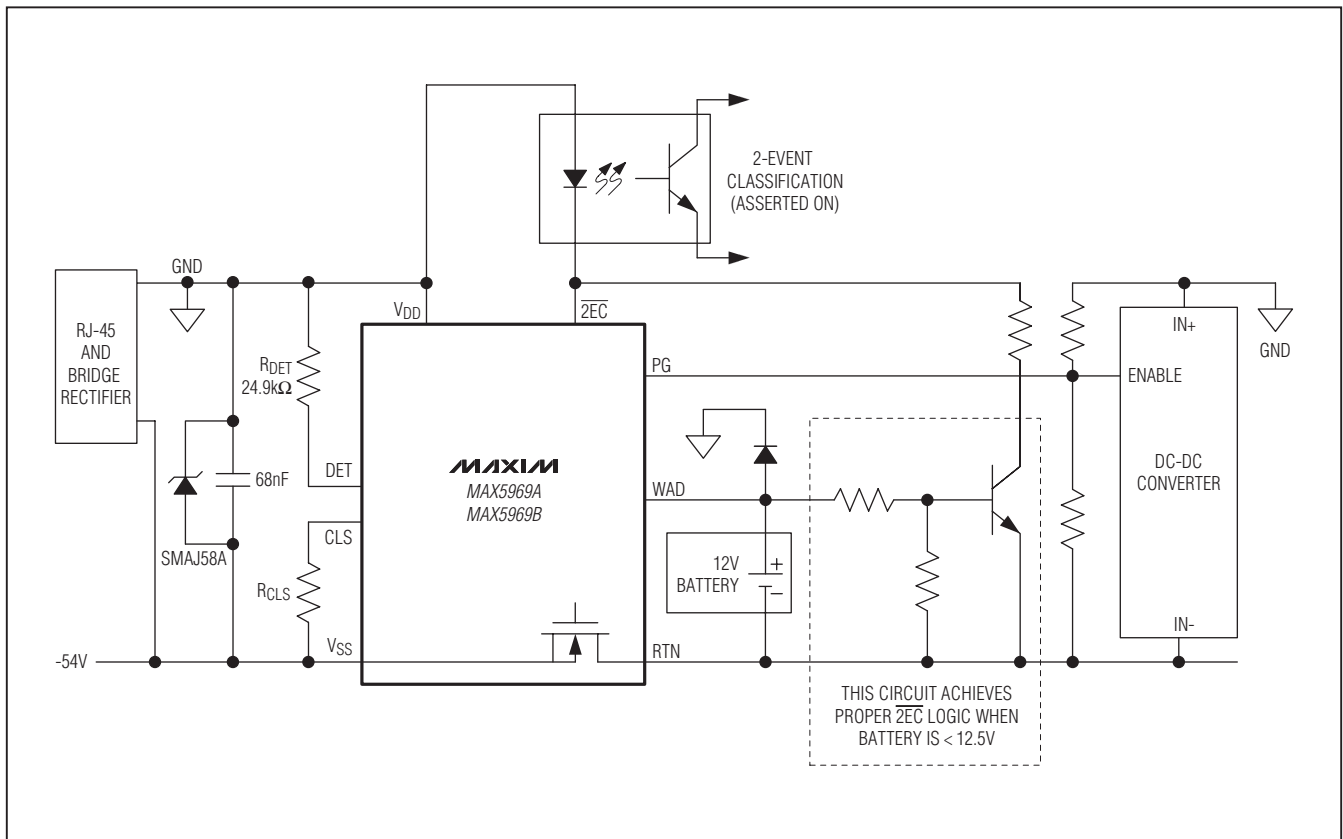 2-EVENT
CLASSIFICATION
(ASSERTED ON)
GND
RJ-45
AND
BRIDGE
RECTIFIER
VDD
2EC
RDET
24.9kΩ
68nF
SMAJ58A
DET
CLS
RCLS
MAXIM
MAX5969A
MAX5969B
PG
WAD
12V
BATTERY
+
–
-54V
VSS
RTN
IN+
GND
ENABLE
DC-DC
CONVERTER
IN-
THIS CIRCUIT ACHIEVES
PROPER 2EC LOGIC WHEN
BATTERY IS < 12.5V